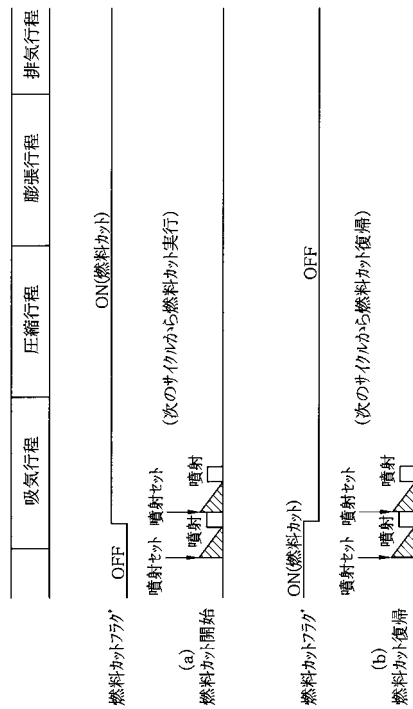 吸気行程
圧縮行程
膨張行程
排気行程
燃料カットフラグ
OFF
ON(燃料カット)
(a)
燃料カット開始
噴射セット
噴射
噴射セット
噴射
(次のサイクルから燃料カット実行)
燃料カットフラグ
ON(燃料カット)
OFF
(b)
燃料カット復帰
噴射セット
噴射
噴射セット
噴射
(次のサイクルから燃料カット復帰)